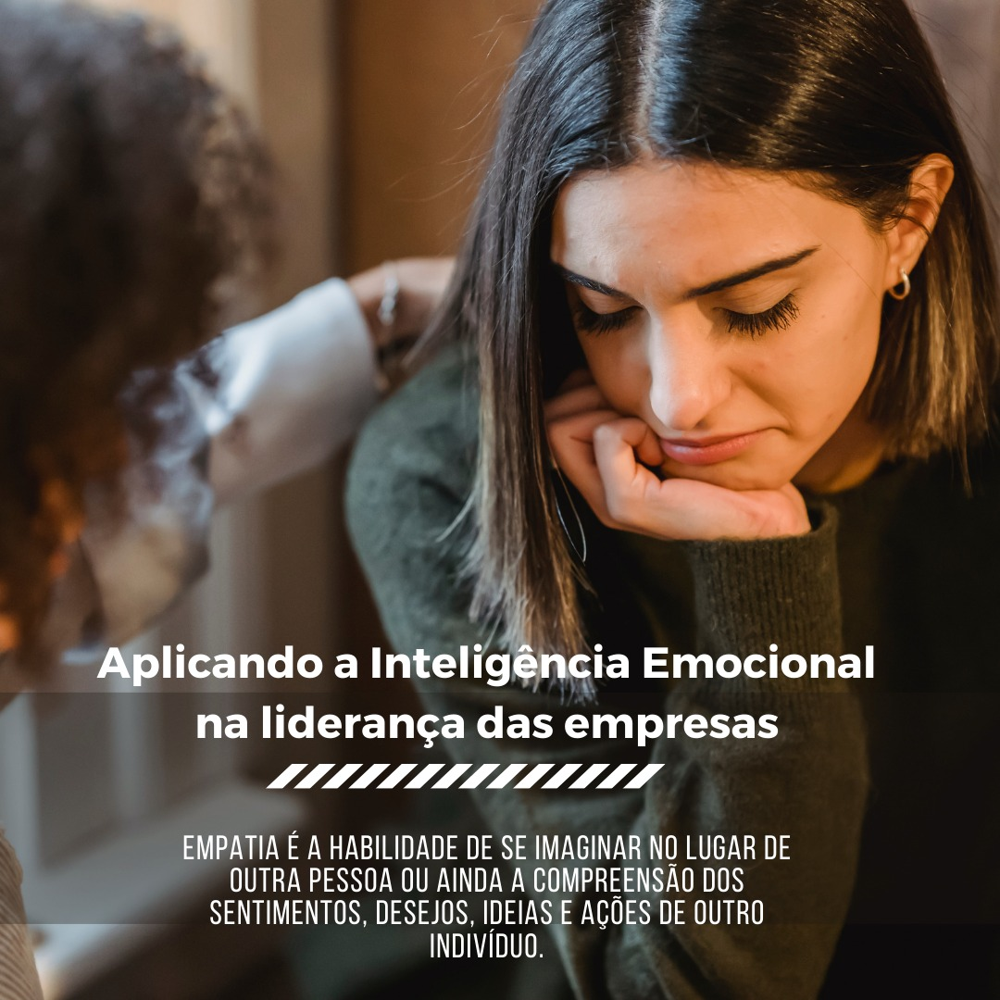 Aplicando a Inteligência Emocional
na liderança das empresas
EMPATIA É A HABILIDADE DE SE IMAGINAR NO LUGAR DE
OUTRA PESSOA OU AINDA A COMPREENSÃO DOS
SENTIMENTOS, DESEJOS, IDEIAS E AÇÕES DE OUTRO
INDIVÍDUO.